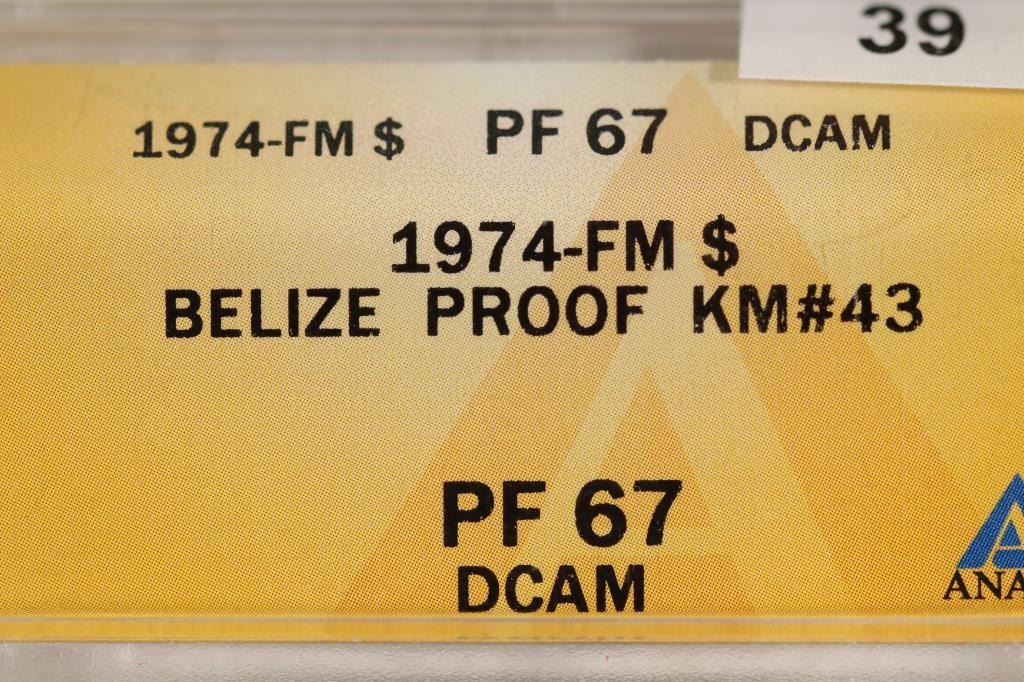 39
1974-FM $ PF 67 DCAM
1974-FM $
BELIZE PROOF KM#43
PF 67
DCAM
ANA